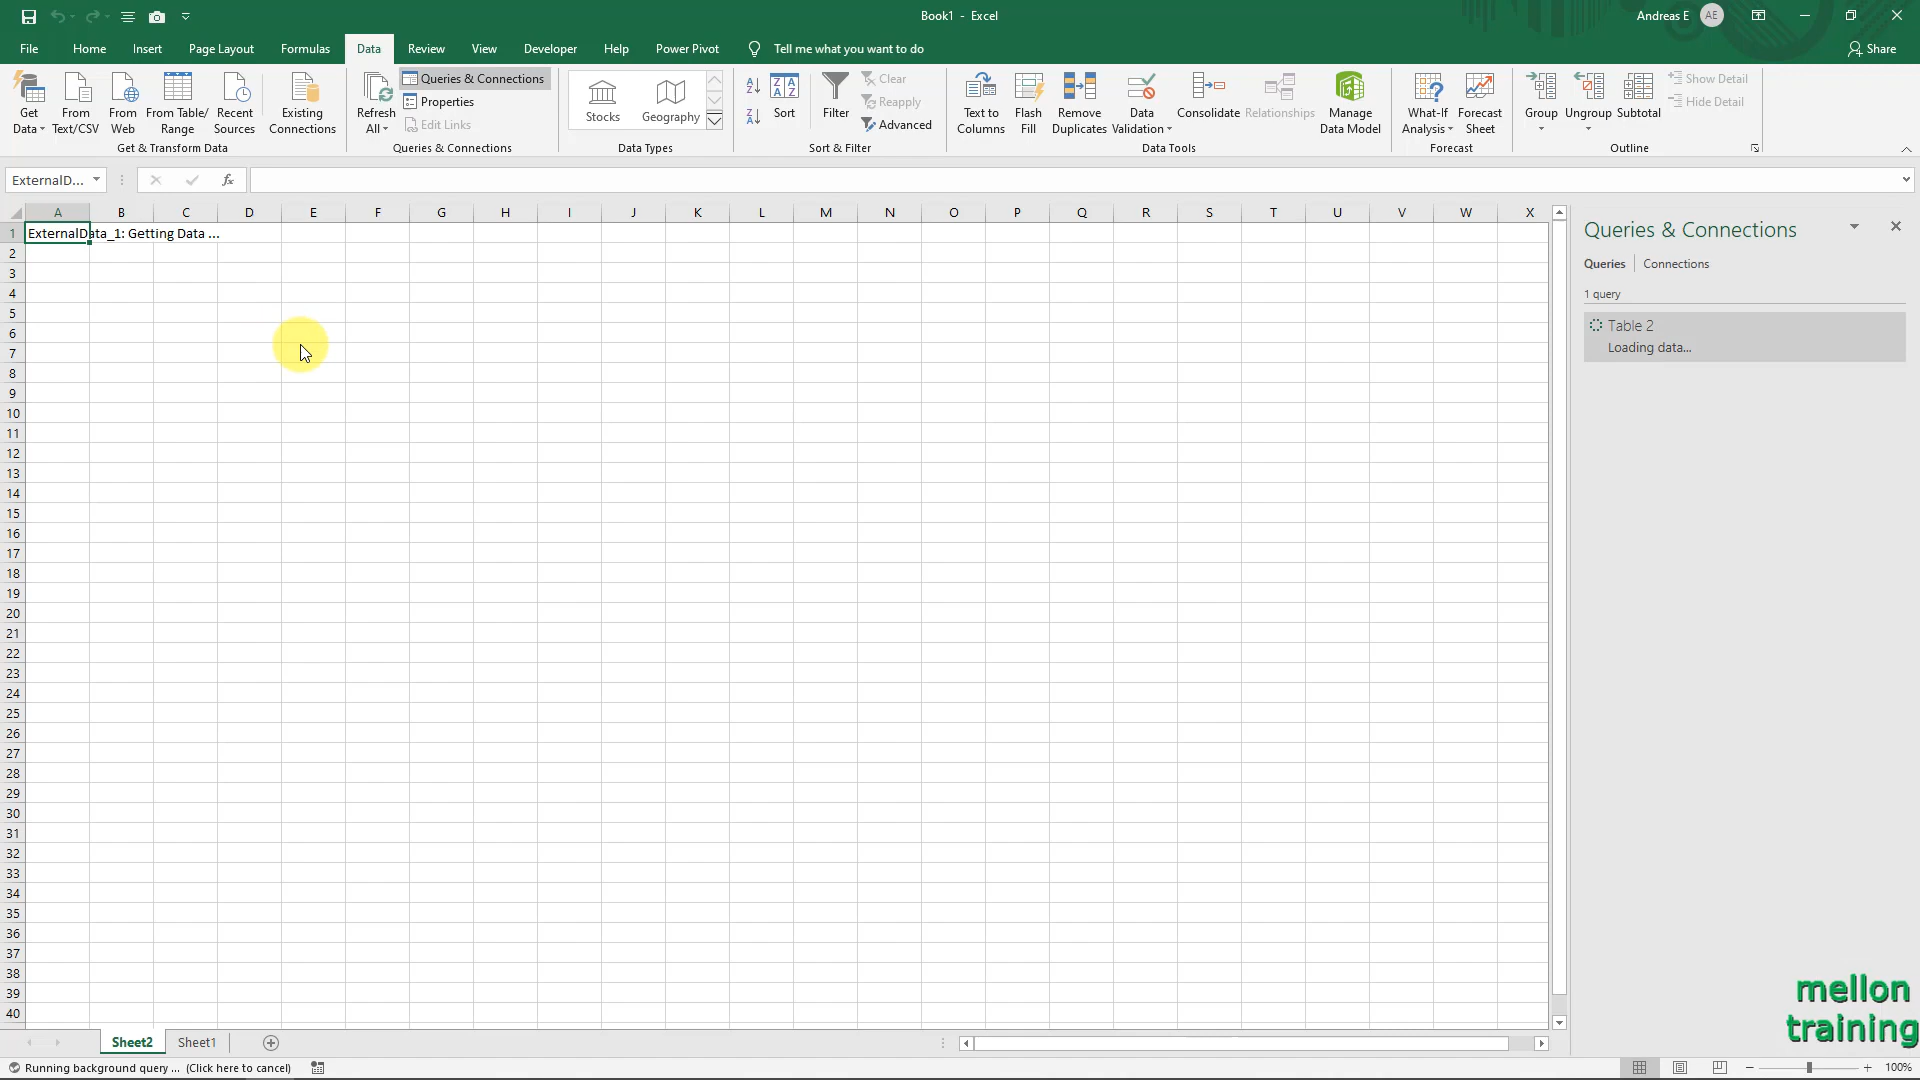 Book1 - Excel
Andreas E
AE
File Home Insert Page Layout Formulas Data Review View Developer Help Power Pivot Tell me what you want to do Share
Get
Data
From
Text/CSV
From
Web
From Table/
Range
Recent
Sources
Existing
Connections
Get & Transform Data
Refresh
All
Queries & Connections
Properties
Edit Links
Queries & Connections
Stocks
Geography
Data Types
Sort
Filter
Clear
Reapply
Advanced
Sort & Filter
Text to
Columns
Flash
Fill
Remove
Duplicates
Data
Validation
Consolidate
Relationships
Manage
Data Model
Data Tools
What-If
Analysis
Forecast
Sheet
Forecast
Group
Ungroup
Subtotal
Show Detail
Hide Detail
Outline
ExternalD...
fx
A B C D E F G H I J K L M N O P Q R S T U V W X
1 ExternalData_1: Getting Data ...
2
3
4
5
6
7
8
9
10
11
12
13
14
15
16
17
18
19
20
21
22
23
24
25
26
27
28
29
30
31
32
33
34
35
36
37
38
39
40
Queries & Connections
Queries Connections
1 query
Table 2
Loading data...
mellon
training
Sheet2 Sheet1
Running background query ... (Click here to cancel)
100%